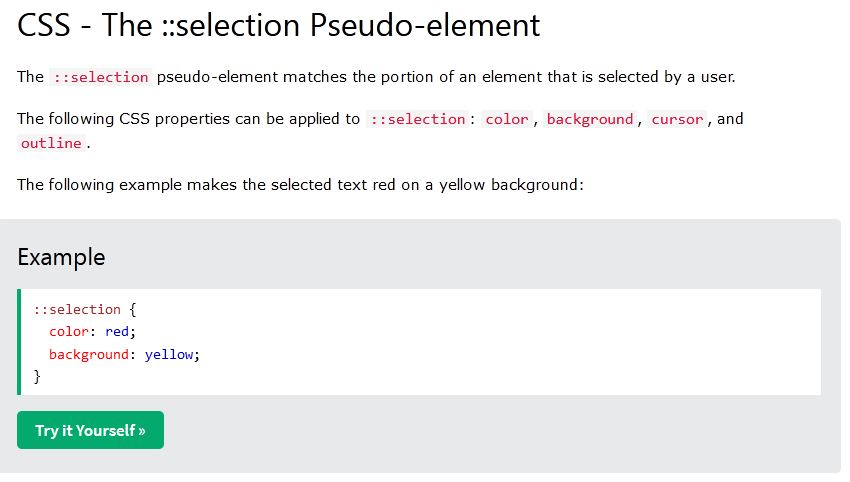 CSS - The ::selection Pseudo-element
The ::selection pseudo-element matches the portion of an element that is selected by a user.
The following CSS properties can be applied to ::selection: color, background, cursor, and
outline.
The following example makes the selected text red on a yellow background:
Example
::selection {
  color: red;
  background: yellow;
}
Try it Yourself »